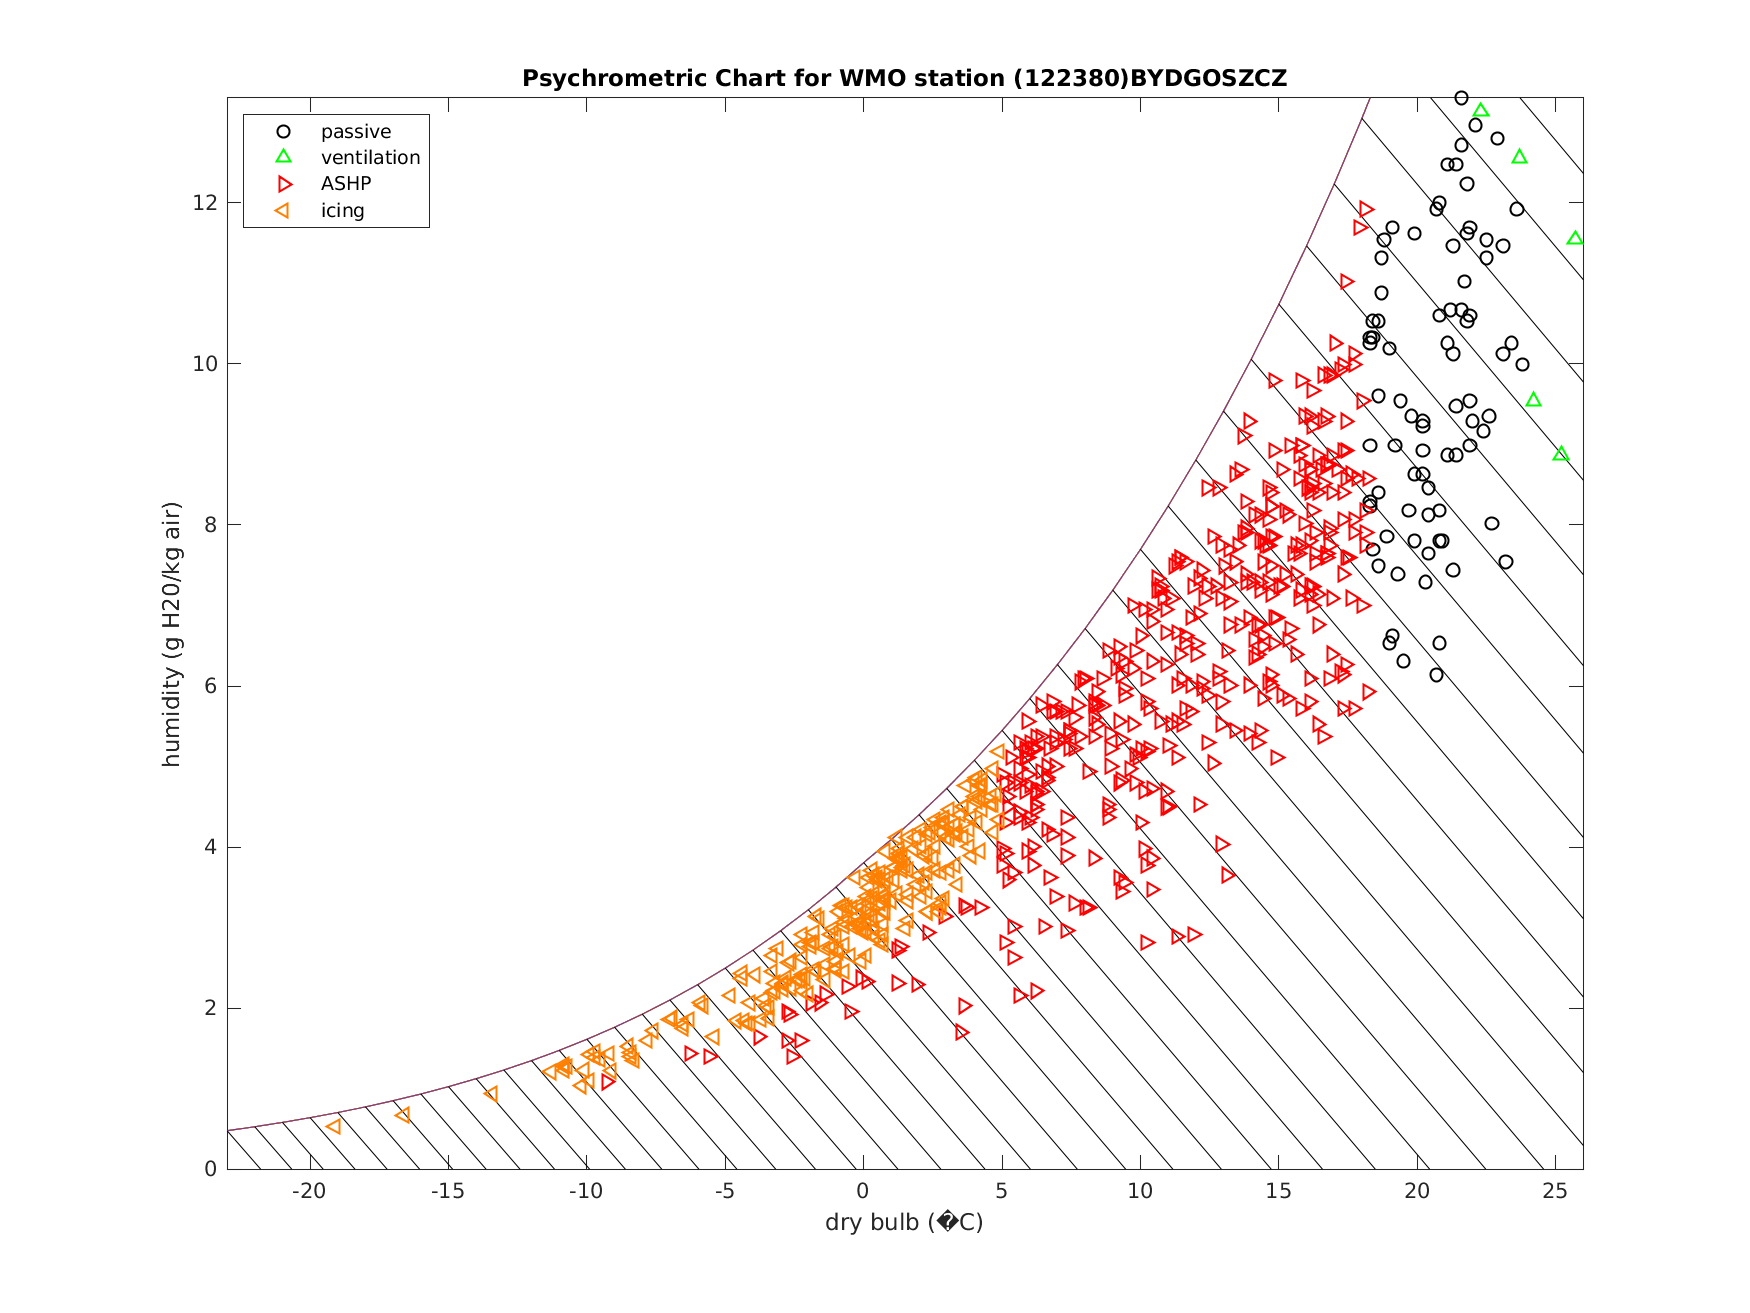 Psychrometric Chart for WMO station (122380)BYDGOSZCZ
passive
ventilation
ASHP
icing
humidity (g H20/kg air)
12
10
8
6
4
2
0
-20 -15 -10 -5 0 5 10 15 20 25
dry bulb (�C)